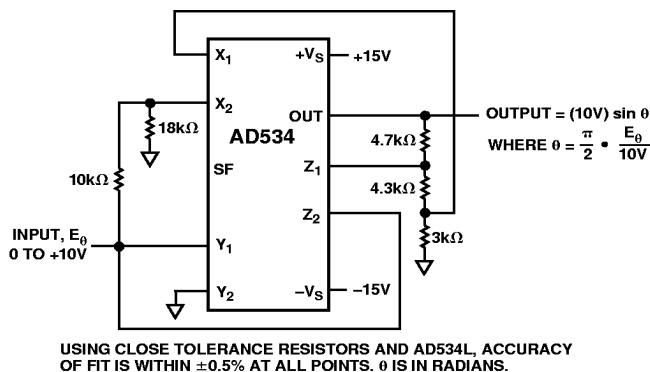 X1
+VS
+15V
X2
OUT
OUTPUT = (10V) sin θ
18kΩ
AD534
4.7kΩ
WHERE θ = π/2 • Eθ/10V
SF
Z1
10kΩ
4.3kΩ
Z2
INPUT, Eθ
0 TO +10V
Y1
3kΩ
Y2
−VS
−15V
USING CLOSE TOLERANCE RESISTORS AND AD534L, ACCURACY
OF FIT IS WITHIN ±0.5% AT ALL POINTS. θ IS IN RADIANS.